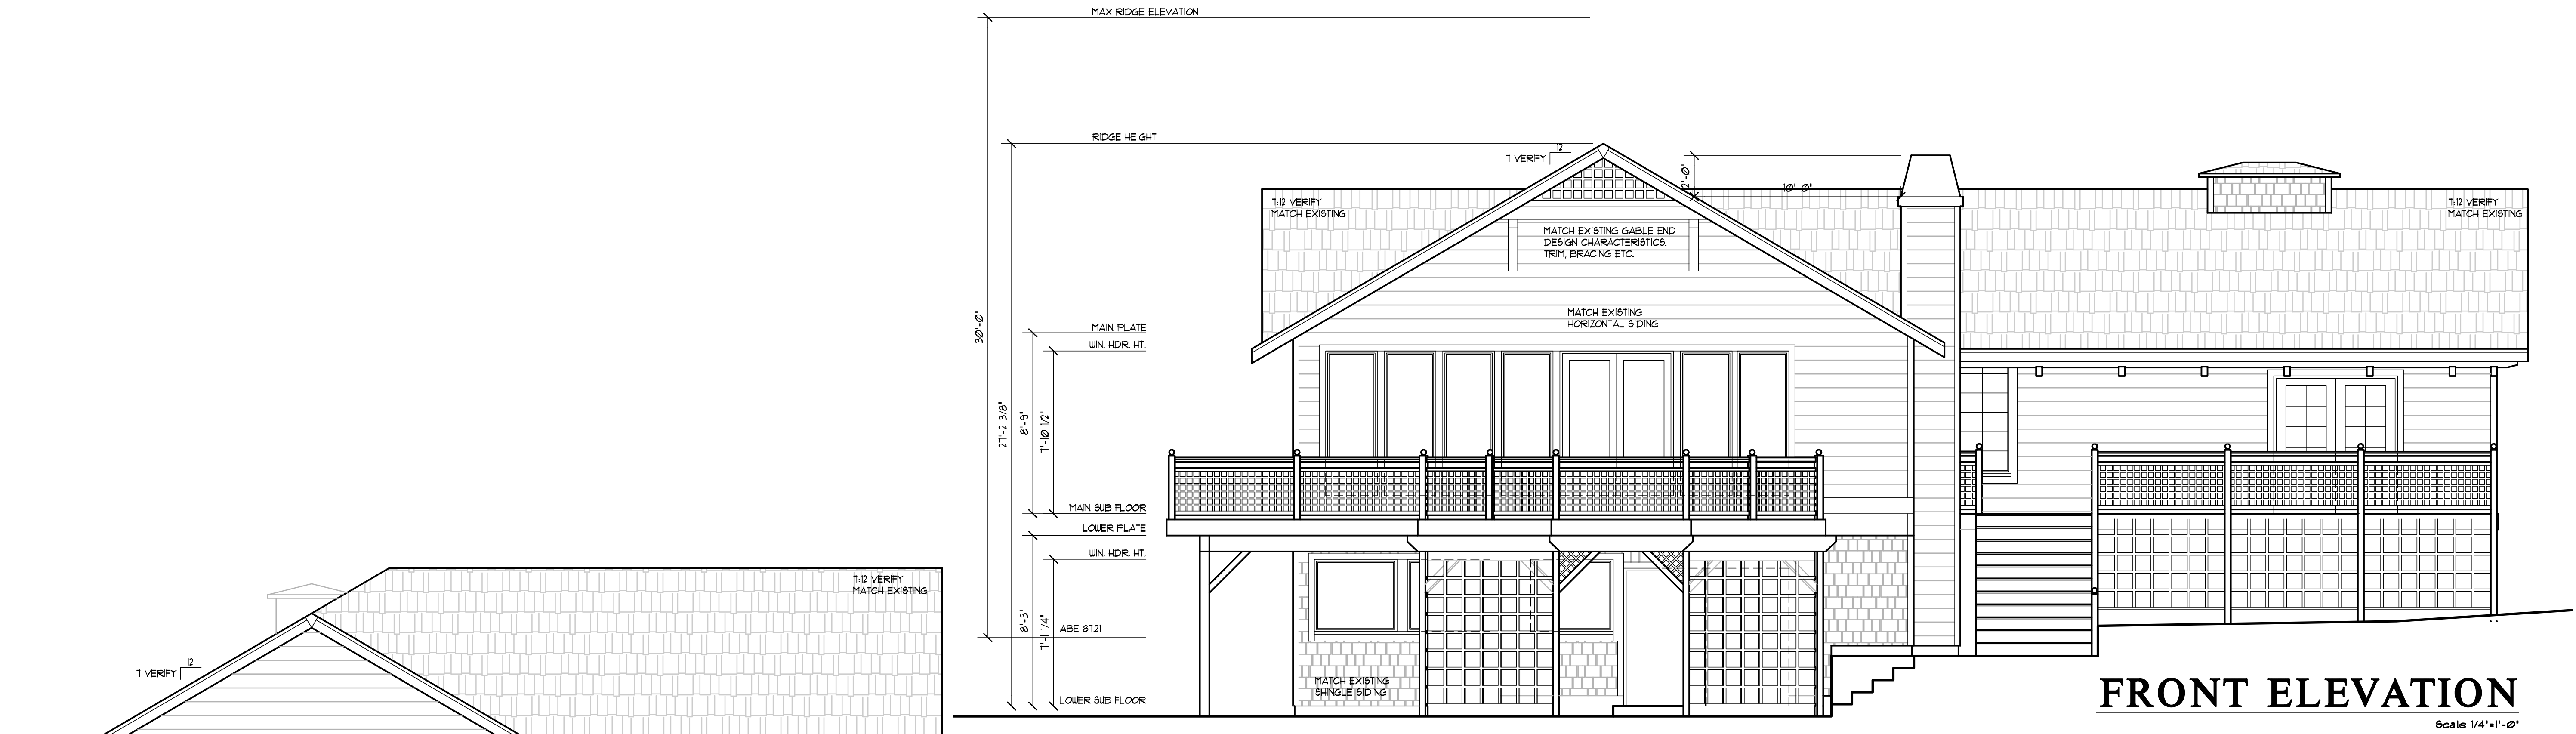 MAX RIDGE ELEVATION
RIDGE HEIGHT
7 VERIFY
12
2'-0"
10'-0"
7:12 VERIFY
MATCH EXISTING
7:12 VERIFY
MATCH EXISTING
MATCH EXISTING GABLE END
DESIGN CHARACTERISTICS.
TRIM, BRACING ETC.
MATCH EXISTING
HORIZONTAL SIDING
30'-0"
27'-2 3/8"
8'-9"
7'-10 1/2"
MAIN PLATE
WIN. HDR. HT.
MAIN SUB FLOOR
LOWER PLATE
WIN. HDR. HT.
8'-3"
7'-1 1/4"
ABE 87.21
LOWER SUB FLOOR
MATCH EXISTING
SHINGLE SIDING
7:12 VERIFY
MATCH EXISTING
7 VERIFY
12
FRONT ELEVATION
Scale 1/4"=1'-0"